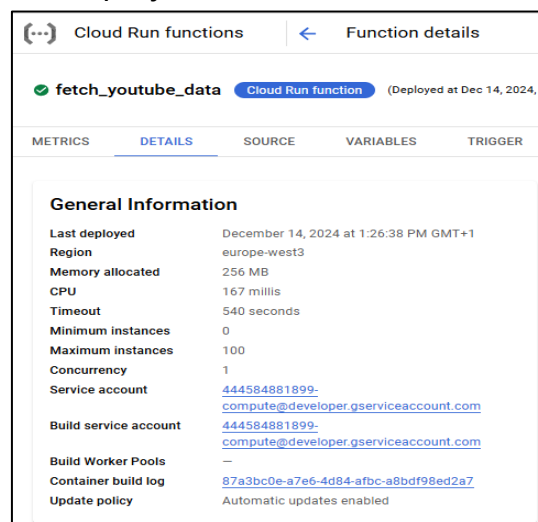 (···) Cloud Run functions ← Function details
fetch_youtube_data Cloud Run function (Deployed at Dec 14, 2024,
METRICS DETAILS SOURCE VARIABLES TRIGGER
General Information
Last deployed December 14, 2024 at 1:26:38 PM GMT+1
Region europe-west3
Memory allocated 256 MB
CPU 167 millis
Timeout 540 seconds
Minimum instances 0
Maximum instances 100
Concurrency 1
Service account 444584881899-
compute@developer.gserviceaccount.com
Build service account 444584881899-
compute@developer.gserviceaccount.com
Build Worker Pools —
Container build log 87a3bc0e-a7e6-4d84-afbc-a8bdf98ed2a7
Update policy Automatic updates enabled